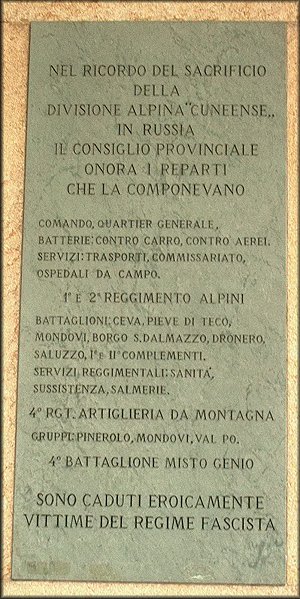 NEL RICORDO DEL SACRIFICIO
DELLA
DIVISIONE ALPINA "CUNEENSE„
IN RUSSIA
IL CONSIGLIO PROVINCIALE
ONORA I REPARTI
CHE LA COMPONEVANO
COMANDO, QUARTIER GENERALE,
BATTERIE: CONTRO CARRO, CONTRO AEREI.
SERVIZI: TRASPORTI, COMMISSARIATO,
OSPEDALI DA CAMPO.
1° E 2° REGGIMENTO ALPINI
BATTAGLIONI: CEVA, PIEVE DI TECO,
MONDOVI, BORGO S. DALMAZZO, DRONERO,
SALUZZO, I° E II° COMPLEMENTI.
SERVIZI REGGIMENTALI: SANITA',
SUSSISTENZA, SALMERIE.
4° RGT. ARTIGLIERIA DA MONTAGNA
GRUPPI: PINEROLO, MONDOVI, VAL PO.
4° BATTAGLIONE MISTO GENIO
SONO CADUTI EROICAMENTE
VITTIME DEL REGIME FASCISTA